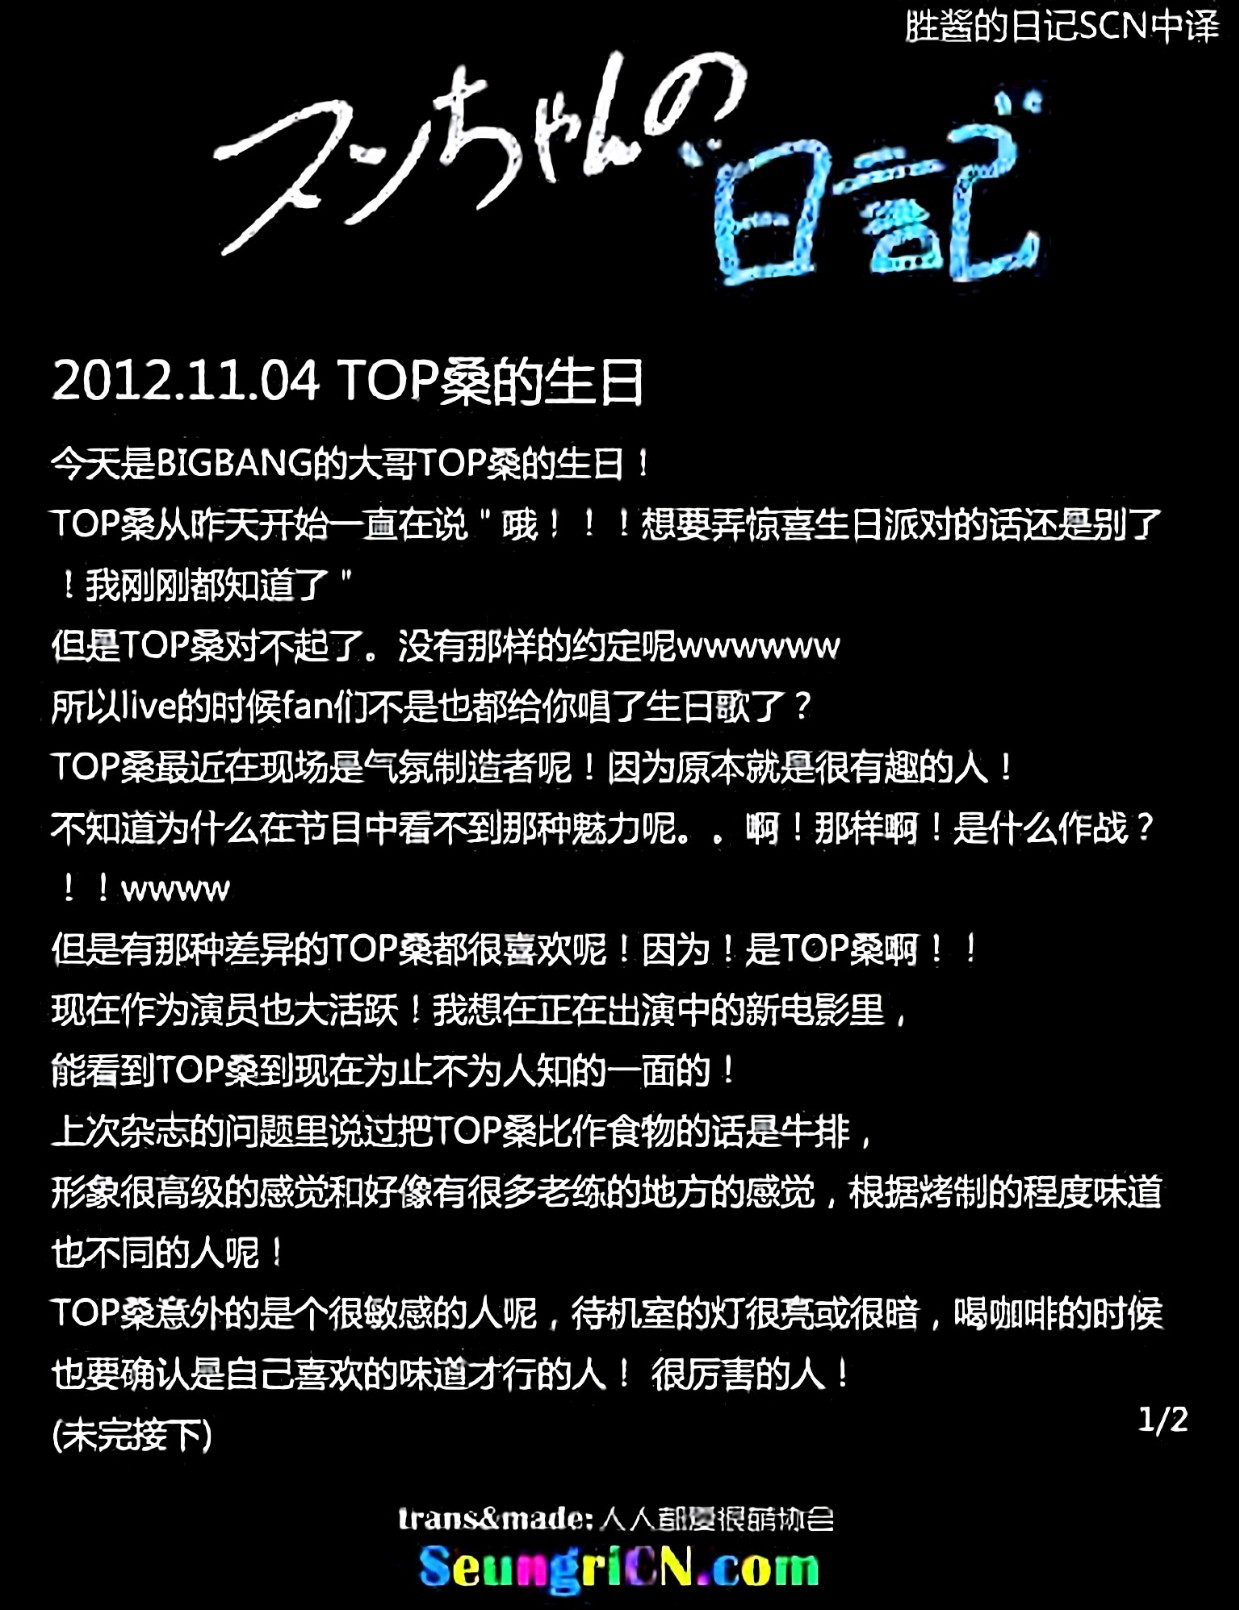 胜酱的日记SCN中译
スンちゃんの
"日記"
2012.11.04 TOP桑的生日
今天是BIGBANG的大哥TOP桑的生日！
TOP桑从昨天开始一直在说 " 哦！！！想要弄惊喜生日派对的话还是别了
！我刚刚都知道了 "
但是TOP桑对不起了。没有那样的约定呢wwwwww
所以live的时候fan们不是也都给你唱了生日歌了？
TOP桑最近在现场是气氛制造者呢！因为原本就是很有趣的人！
不知道为什么在节目中看不到那种魅力呢。。啊！那样啊！是什么作战？
！！wwww
但是有那种差异的TOP桑都很喜欢呢！因为！是TOP桑啊！！
现在作为演员也大活跃！我想在正在出演中的新电影里，
能看到TOP桑到现在为止不为人知的一面的！
上次杂志的问题里说过把TOP桑比作食物的话是牛排，
形象很高级的感觉和好像有很多老练的地方的感觉，根据烤制的程度味道
也不同的人呢！
TOP桑意外的是个很敏感的人呢，待机室的灯很亮或很暗，喝咖啡的时候
也要确认是自己喜欢的味道才行的人！ 很厉害的人！
(未完接下)
1/2
trans&made:人人都爱很萌协会
SeungriCN.com